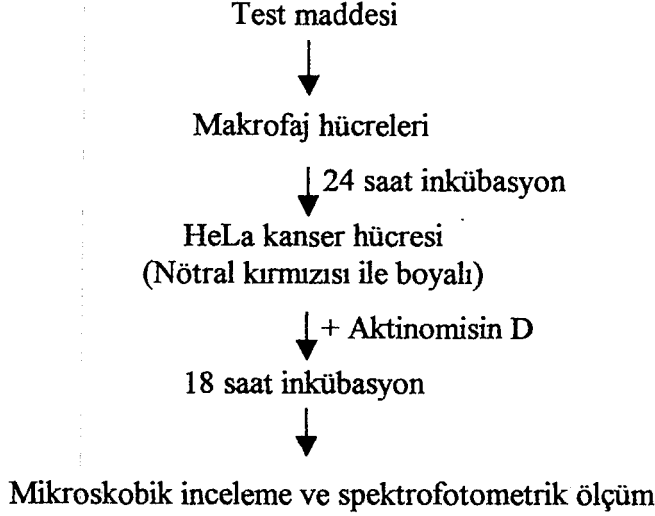 Test maddesi
Makrofaj hücreleri
24 saat inkübasyon
HeLa kanser hücresi
(Nötral kırmızısı ile boyalı)
+ Aktinomisin D
18 saat inkübasyon
Mikroskobik inceleme ve spektrofotometrik ölçüm